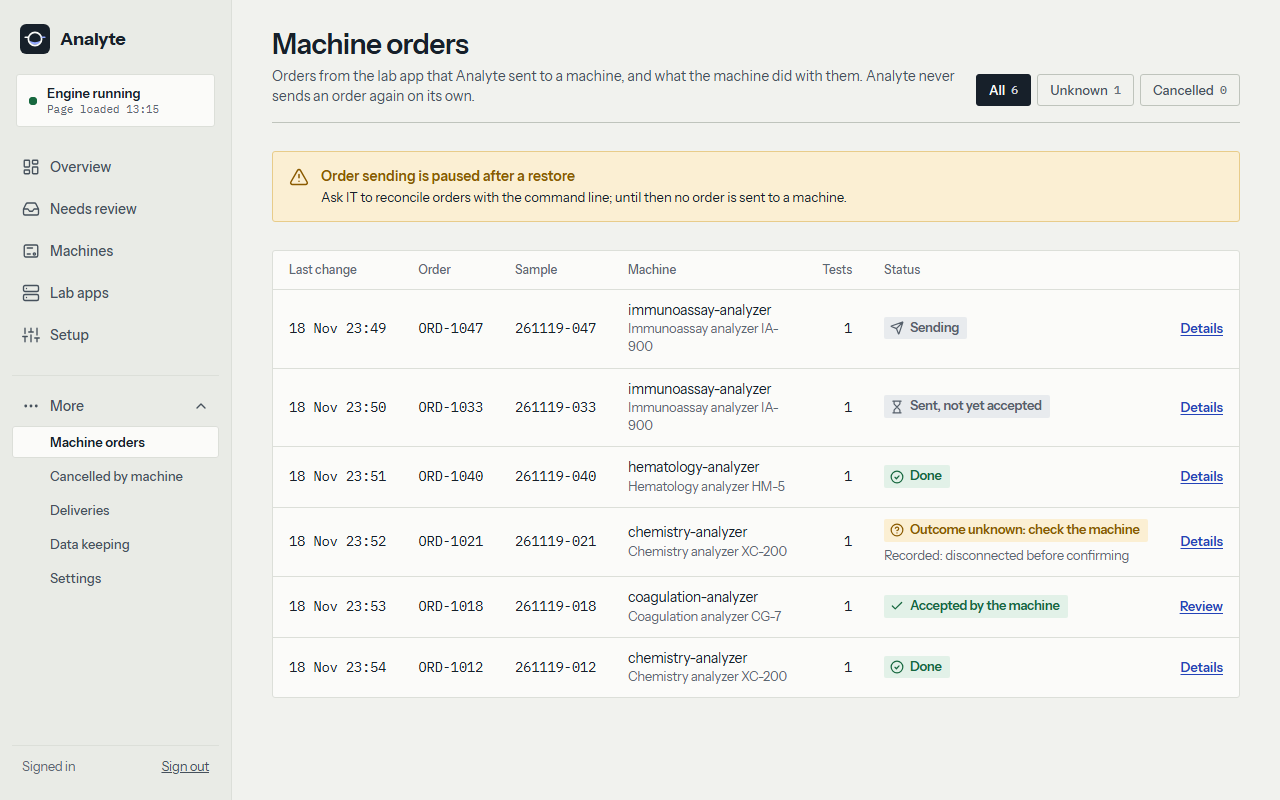 Analyte
Engine running
Page loaded 13:15
Overview
Needs review
Machines
Lab apps
Setup
More
Machine orders
Cancelled by machine
Deliveries
Data keeping
Settings
Signed in
Sign out
Machine orders
Orders from the lab app that Analyte sent to a machine, and what the machine did with them. Analyte never
sends an order again on its own.
All 6
Unknown 1
Cancelled 0
Order sending is paused after a restore
Ask IT to reconcile orders with the command line; until then no order is sent to a machine.
Last change Order Sample Machine Tests Status
18 Nov 23:49 ORD-1047 261119-047 immunoassay-analyzer 1 Sending Details
Immunoassay analyzer IA-
900
18 Nov 23:50 ORD-1033 261119-033 immunoassay-analyzer 1 Sent, not yet accepted Details
Immunoassay analyzer IA-
900
18 Nov 23:51 ORD-1040 261119-040 hematology-analyzer 1 Done Details
Hematology analyzer HM-5
18 Nov 23:52 ORD-1021 261119-021 chemistry-analyzer 1 Outcome unknown: check the machine Details
Chemistry analyzer XC-200 Recorded: disconnected before confirming
18 Nov 23:53 ORD-1018 261119-018 coagulation-analyzer 1 Accepted by the machine Review
Coagulation analyzer CG-7
18 Nov 23:54 ORD-1012 261119-012 chemistry-analyzer 1 Done Details
Chemistry analyzer XC-200